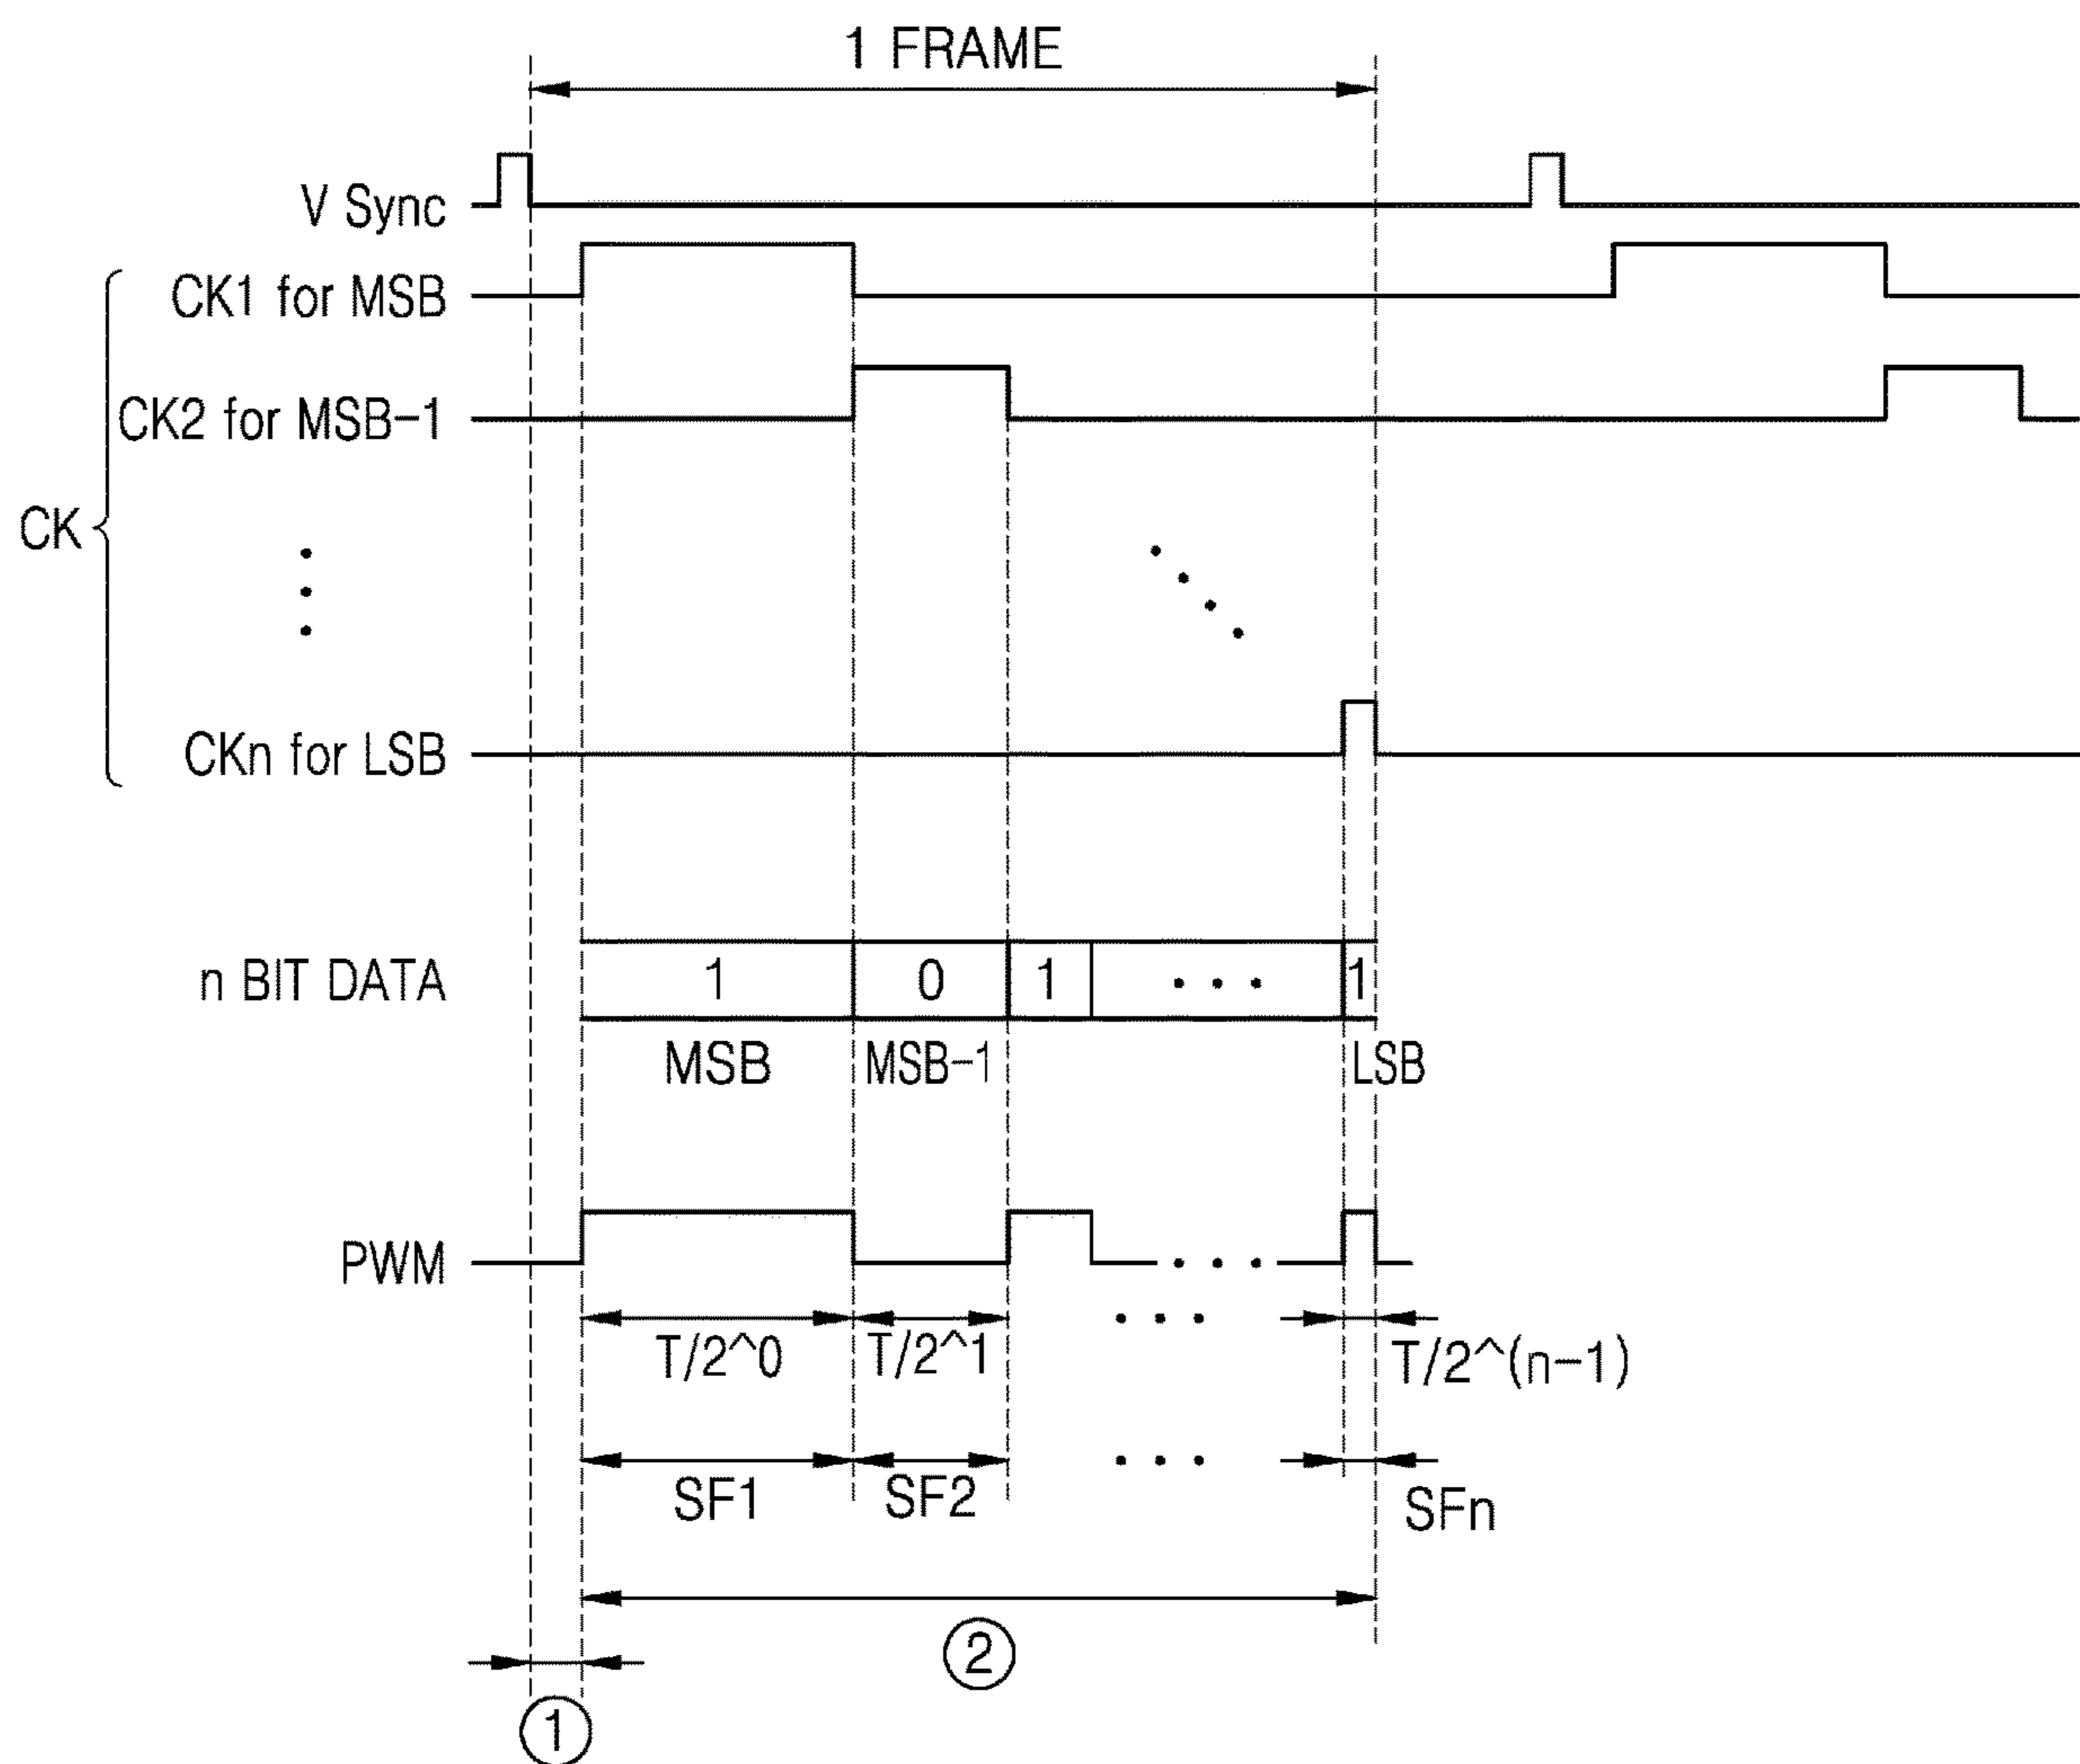 1 FRAME
V Sync
CK1 for MSB
CK2 for MSB-1
CK
CKn for LSB
n BIT DATA
1 0 1 1
MSB MSB-1 LSB
PWM
T/2^0 T/2^1 T/2^(n-1)
SF1 SF2 SFn
②
①